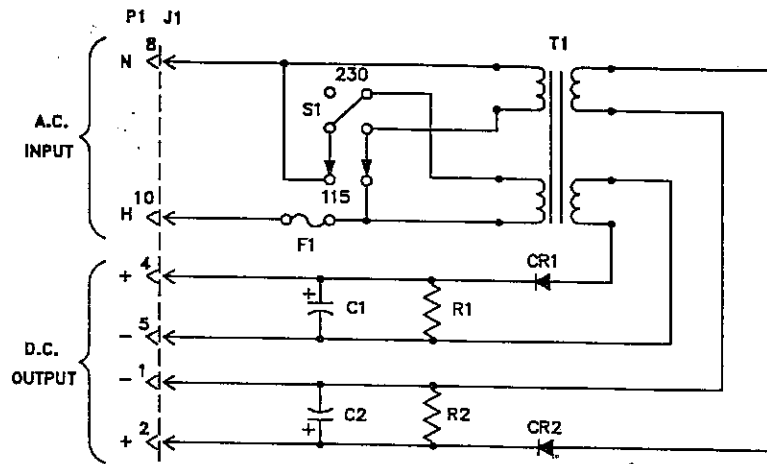 P1 J1
8
N
T1
230
S1
A.C.
INPUT
115
10
H
F1
4
+
CR1
+
C1
R1
5
−
D.C.
OUTPUT
1
−
C2
R2
+
2
+
CR2